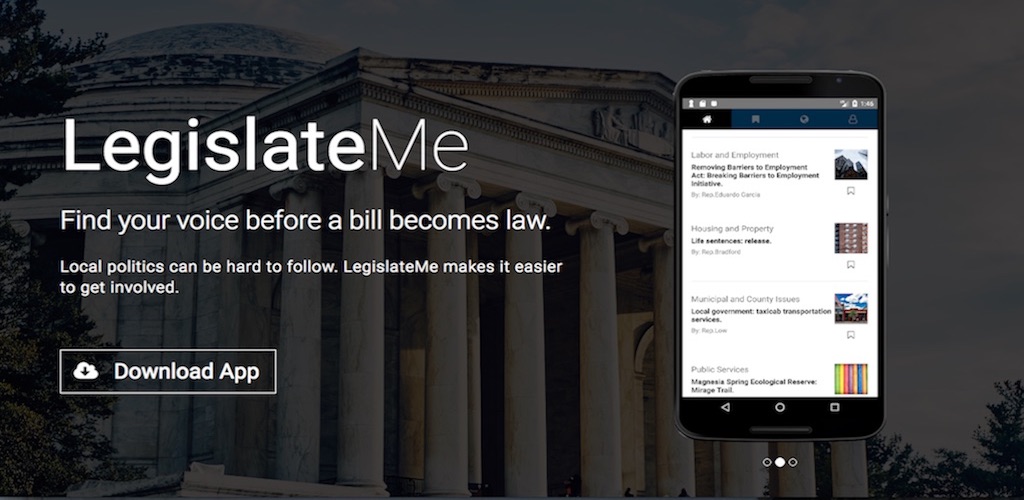 LegislateMe
Find your voice before a bill becomes law.
Local politics can be hard to follow. LegislateMe makes it easier
to get involved.
Download App
1:46
Labor and Employment
Removing Barriers to Employment
Act: Breaking Barriers to Employment
Initiative.
By: Rep.Eduardo Garcia
Housing and Property
Life sentences: release.
By: Rep.Bradford
Municipal and County Issues
Local government: taxicab transportation
services.
By: Rep.Low
Public Services
Magnesia Spring Ecological Reserve:
Mirage Trail.